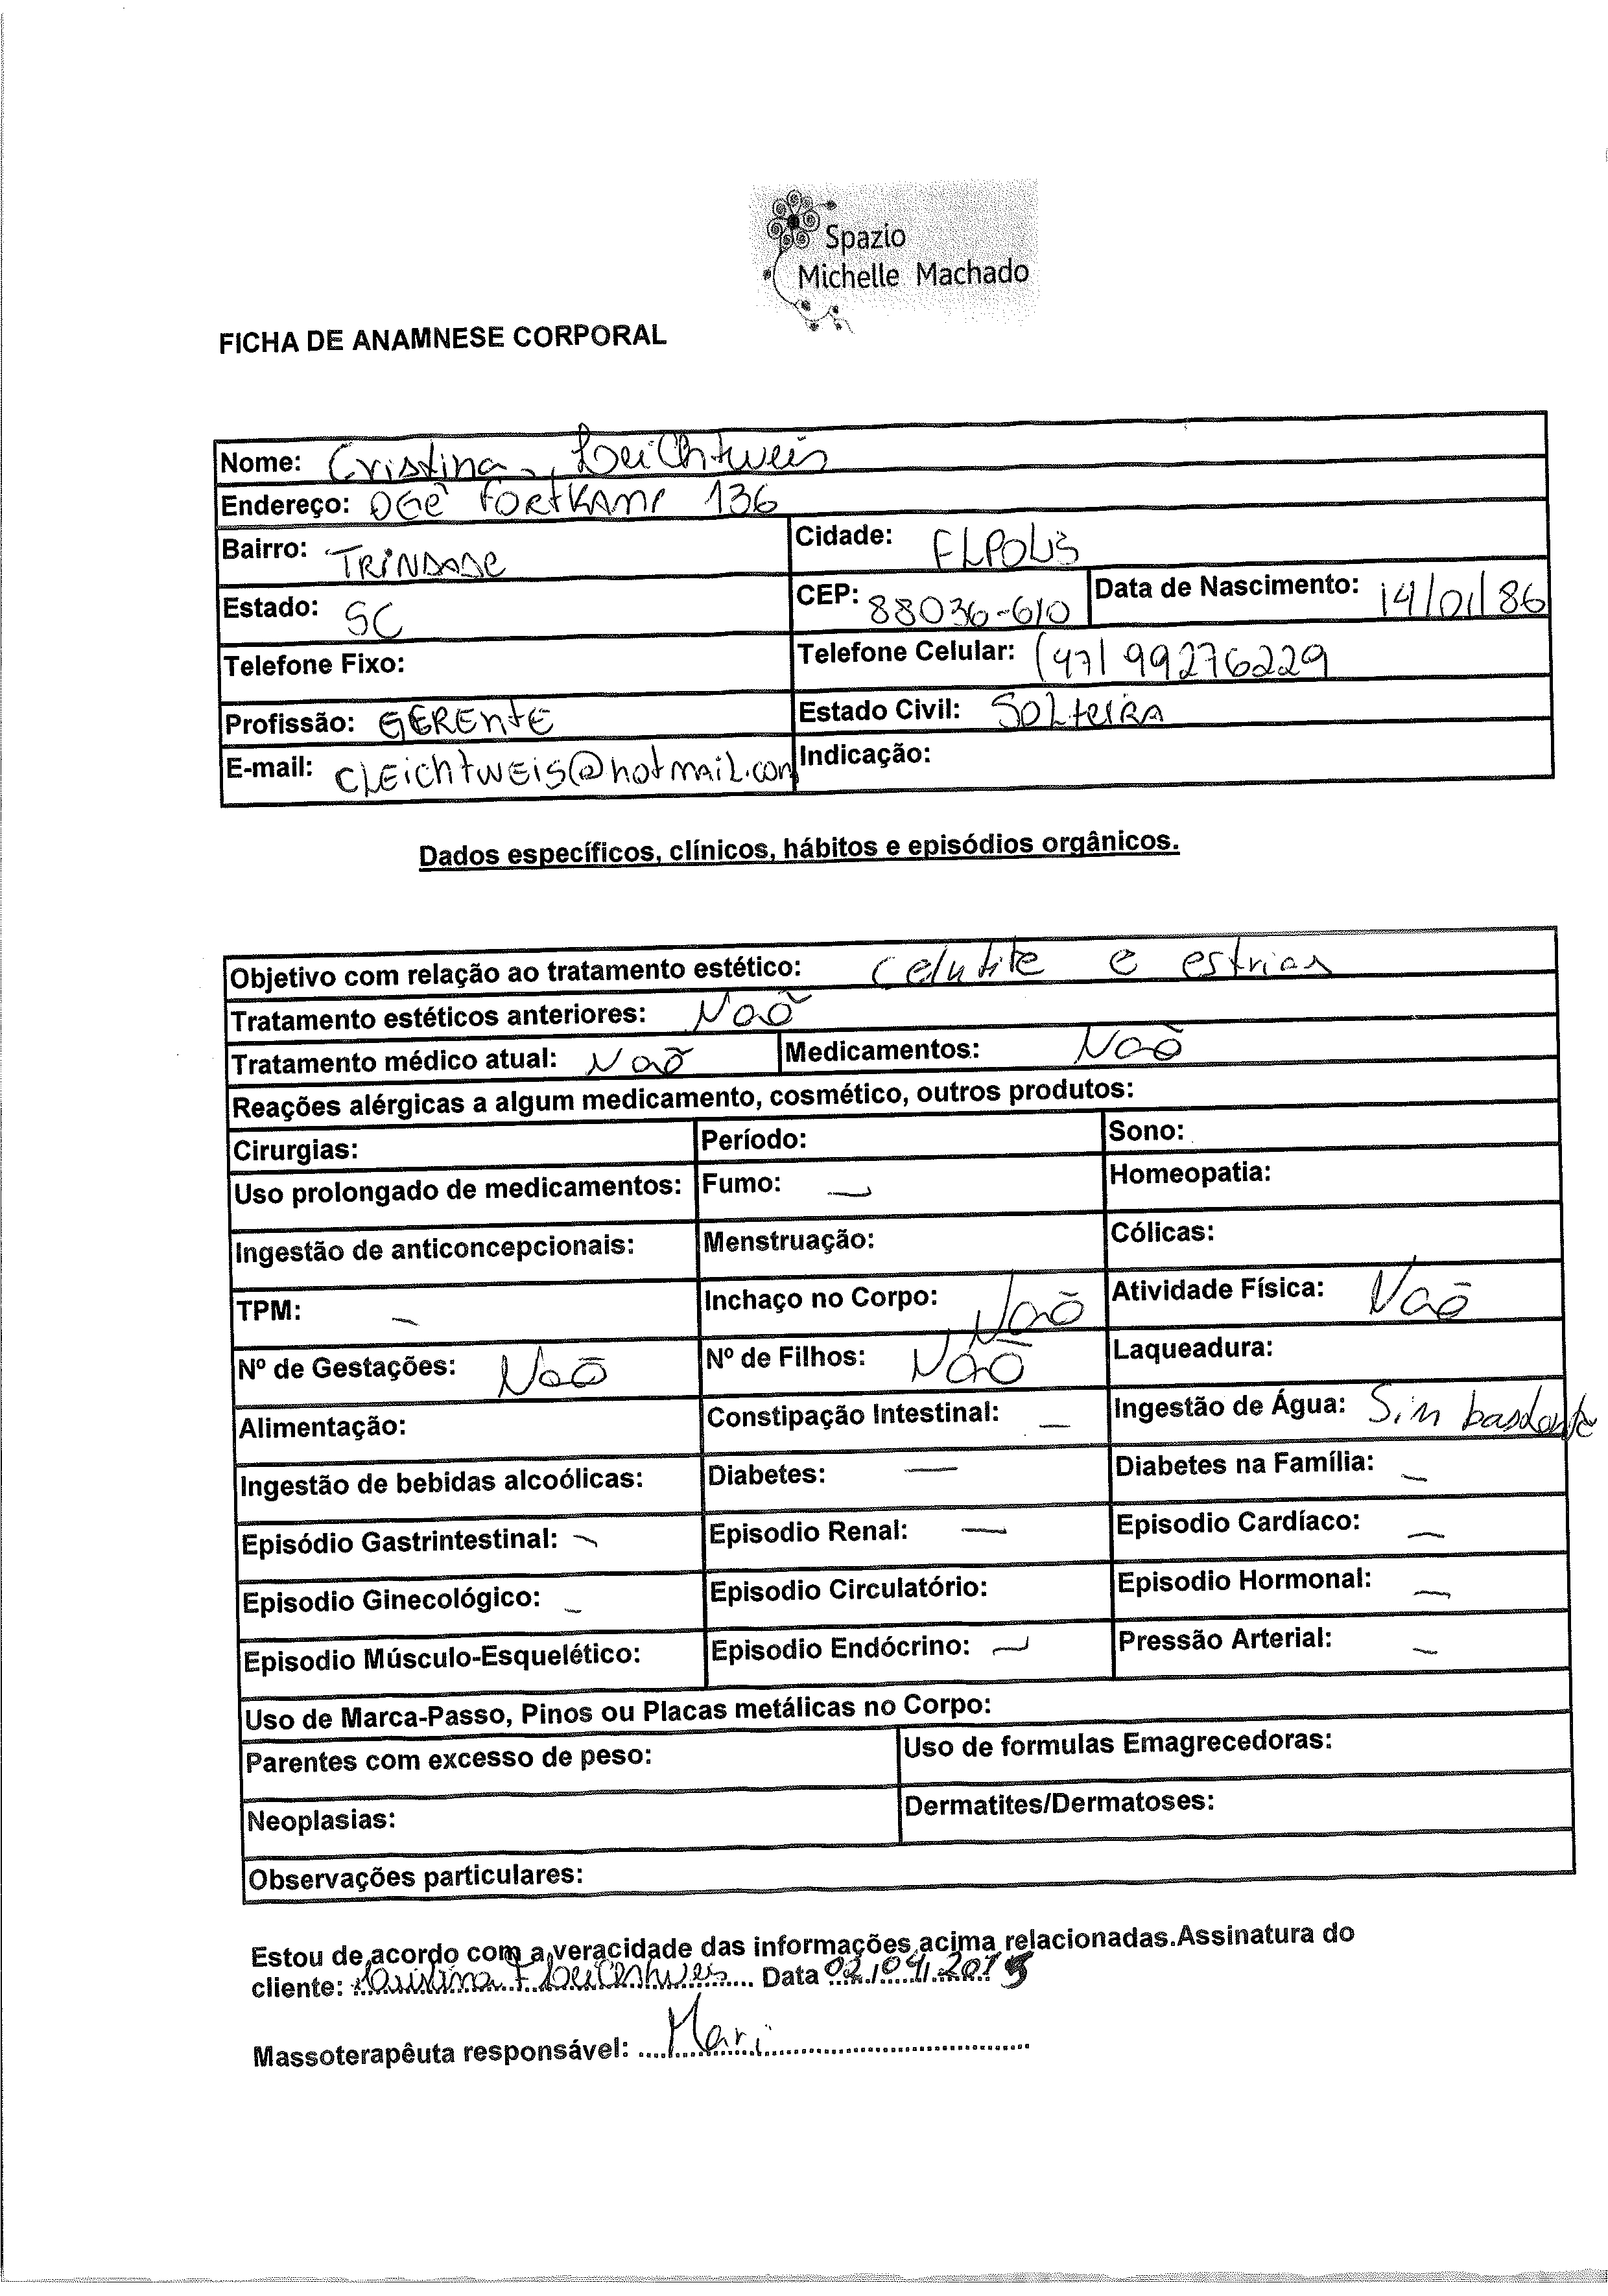 Spazio
Michelle Machado
FICHA DE ANAMNESE CORPORAL
Nome: Cristina Leichtweis
Endereço: DGÊ FORTKAMP 136
Bairro: TRINDADE Cidade: FLPOLIS
Estado: SC CEP: 88036-610 Data de Nascimento: 14/01/86
Telefone Fixo: Telefone Celular: (47) 99276229
Profissão: GERENTE Estado Civil: SOLTEIRA
E-mail: CLEichtWEis@hotmail.com Indicação:
Dados específicos, clínicos, hábitos e episódios orgânicos.
Objetivo com relação ao tratamento estético: Celulite e estrias
Tratamento estéticos anteriores: Não
Tratamento médico atual: Não Medicamentos: Não
Reações alérgicas a algum medicamento, cosmético, outros produtos:
Cirurgias: Período: Sono:
Uso prolongado de medicamentos: Fumo: — Homeopatia:
Ingestão de anticoncepcionais: Menstruação: Cólicas:
TPM: — Inchaço no Corpo: Não Atividade Física: Não
Nº de Gestações: Não Nº de Filhos: Não Laqueadura:
Alimentação: Constipação Intestinal: — Ingestão de Água: Sim bastante
Ingestão de bebidas alcoólicas: Diabetes: — Diabetes na Família: —
Episódio Gastrintestinal: — Episodio Renal: — Episodio Cardíaco: —
Episodio Ginecológico: — Episodio Circulatório: Episodio Hormonal: —
Episodio Músculo-Esquelético: Episodio Endócrino: — Pressão Arterial: —
Uso de Marca-Passo, Pinos ou Placas metálicas no Corpo:
Parentes com excesso de peso: Uso de formulas Emagrecedoras:
Neoplasias: Dermatites/Dermatoses:
Observações particulares:
Estou de acordo com a veracidade das informações acima relacionadas.Assinatura do
cliente: Cristina F Leichtweis Data 02/04/2015
Massoterapêuta responsável: Mari